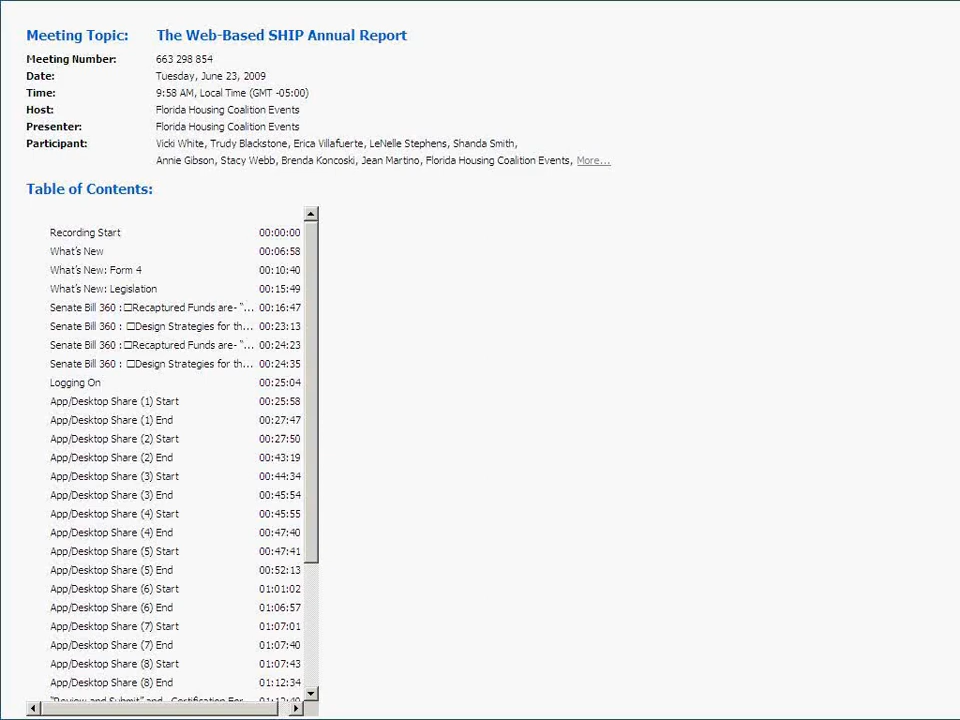 Meeting Topic: The Web-Based SHIP Annual Report
Meeting Number: 663 298 854
Date: Tuesday, June 23, 2009
Time: 9:58 AM, Local Time (GMT -05:00)
Host: Florida Housing Coalition Events
Presenter: Florida Housing Coalition Events
Participant: Vicki White, Trudy Blackstone, Erica Villafuerte, LeNelle Stephens, Shanda Smith,
Annie Gibson, Stacy Webb, Brenda Koncoski, Jean Martino, Florida Housing Coalition Events, More...
Table of Contents:
Recording Start 00:00:00
What's New 00:06:58
What's New: Form 4 00:10:40
What's New: Legislation 00:15:49
Senate Bill 360 : □Recaptured Funds are- "... 00:16:47
Senate Bill 360 : □Design Strategies for th... 00:23:13
Senate Bill 360 : □Recaptured Funds are- "... 00:24:23
Senate Bill 360 : □Design Strategies for th... 00:24:35
Logging On 00:25:04
App/Desktop Share (1) Start 00:25:58
App/Desktop Share (1) End 00:27:47
App/Desktop Share (2) Start 00:27:50
App/Desktop Share (2) End 00:43:19
App/Desktop Share (3) Start 00:44:34
App/Desktop Share (3) End 00:45:54
App/Desktop Share (4) Start 00:45:55
App/Desktop Share (4) End 00:47:40
App/Desktop Share (5) Start 00:47:41
App/Desktop Share (5) End 00:52:13
App/Desktop Share (6) Start 01:01:02
App/Desktop Share (6) End 01:06:57
App/Desktop Share (7) Start 01:07:01
App/Desktop Share (7) End 01:07:40
App/Desktop Share (8) Start 01:07:43
App/Desktop Share (8) End 01:12:34
"Review and Submit" and Certification For